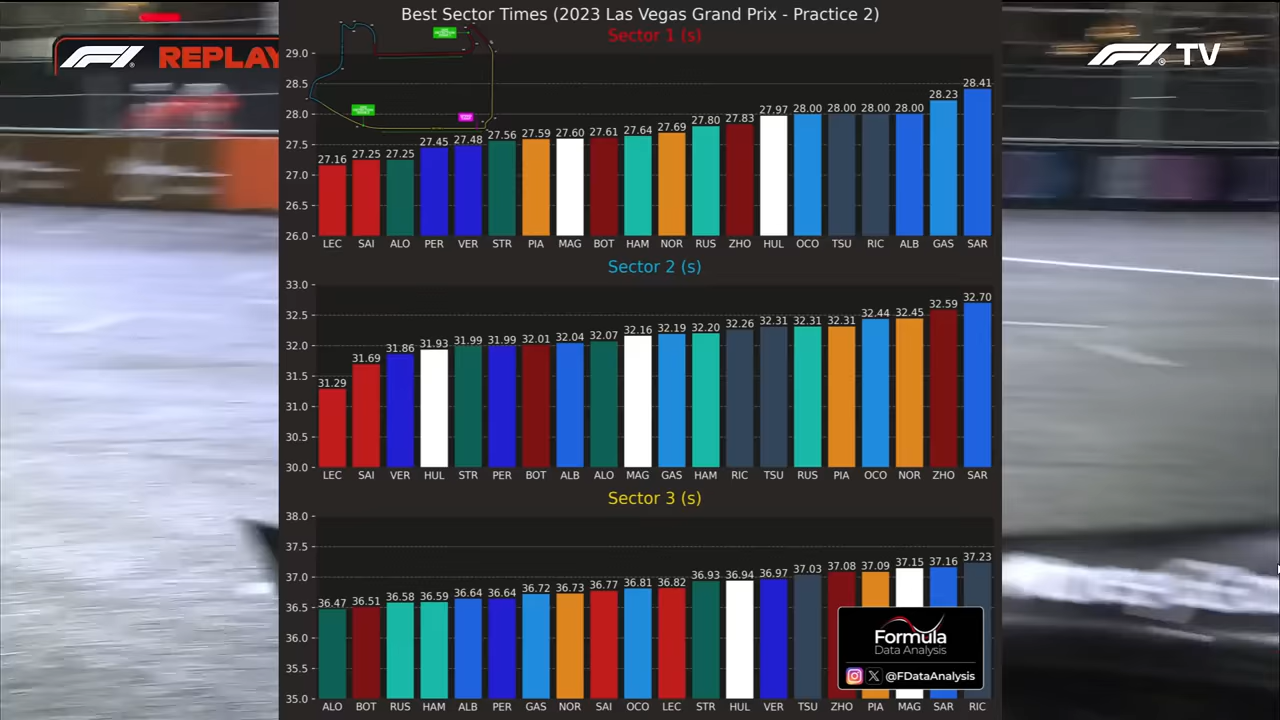 Best Sector Times (2023 Las Vegas Grand Prix - Practice 2)
Sector 1 (s)
F1 REPLAY
F1 TV
29.0
28.5
28.0
27.5
27.0
26.5
26.0
27.16 27.25 27.25 27.45 27.48 27.56 27.59 27.60 27.61 27.64 27.69 27.80 27.83 27.97 28.00 28.00 28.00 28.00 28.23 28.41
LEC SAI ALO PER VER STR PIA MAG BOT HAM NOR RUS ZHO HUL OCO TSU RIC ALB GAS SAR
Sector 2 (s)
33.0
32.5
32.0
31.5
31.0
30.5
30.0
31.29 31.69 31.86 31.93 31.99 31.99 32.01 32.04 32.07 32.16 32.19 32.20 32.26 32.31 32.31 32.31 32.44 32.45 32.59 32.70
LEC SAI VER HUL STR PER BOT ALB ALO MAG GAS HAM RIC TSU RUS PIA OCO NOR ZHO SAR
Sector 3 (s)
38.0
37.5
37.0
36.5
36.0
35.5
35.0
36.47 36.51 36.58 36.59 36.64 36.64 36.72 36.73 36.77 36.81 36.82 36.93 36.94 36.97 37.03 37.08 37.09 37.15 37.16 37.23
ALO BOT RUS HAM ALB PER GAS NOR SAI OCO LEC STR HUL VER TSU ZHO PIA MAG SAR RIC
Formula
Data Analysis
@FDataAnalysis